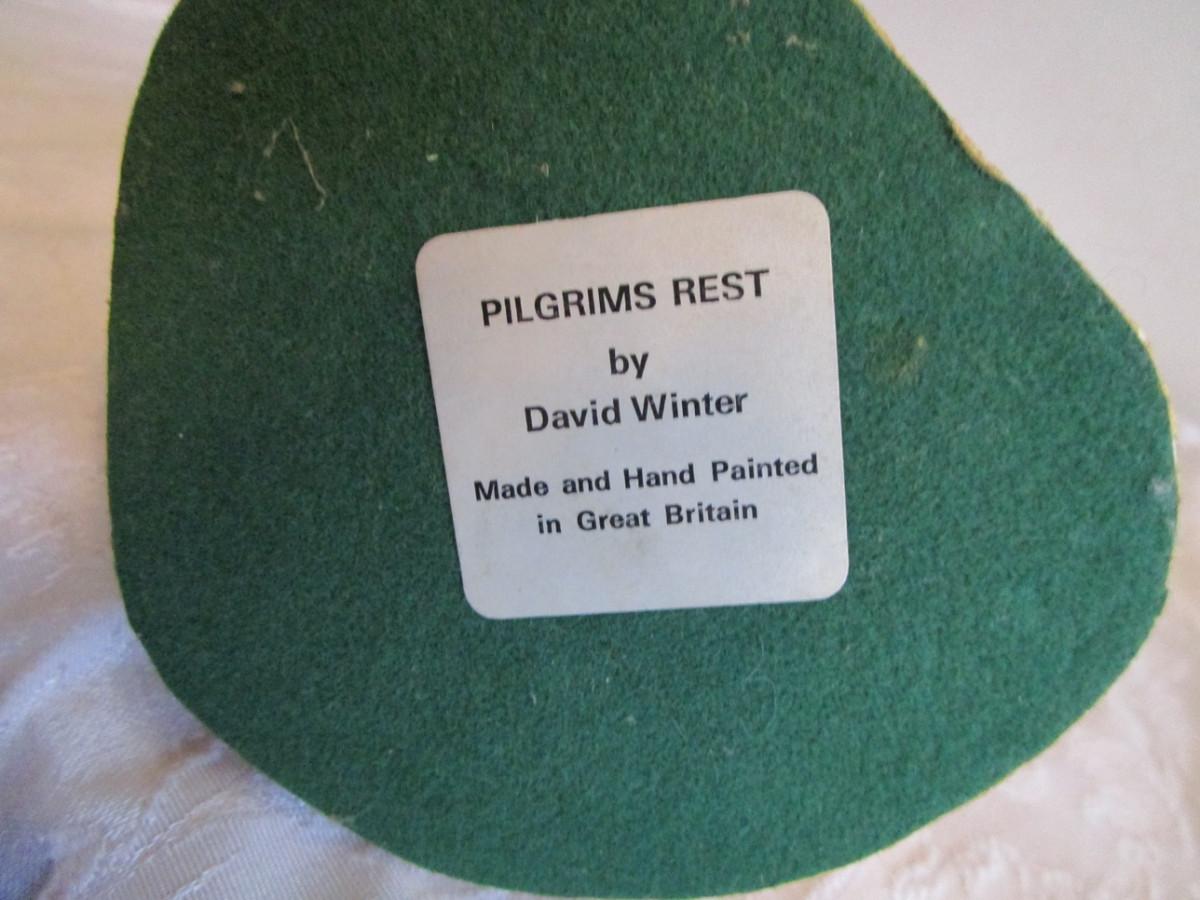 PILGRIMS REST
by
David Winter
Made and Hand Painted
in Great Britain